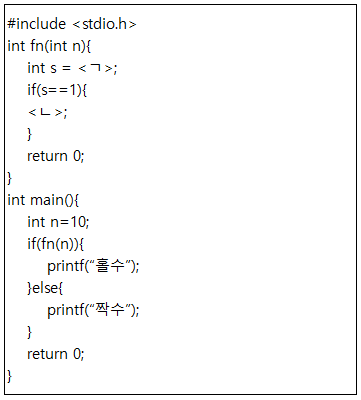 #include <stdio.h>
int fn(int n){
int s = <ㄱ>;
if(s==1){
<ㄴ>;
}
return 0;
}
int main(){
int n=10;
if(fn(n)){
printf(“홀수”);
}else{
printf(“짝수”);
}
return 0;
}